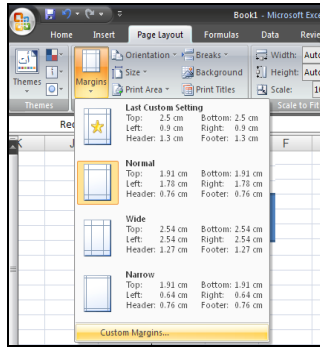 Book1 - Microsoft Exce
Home Insert Page Layout Formulas Data Revie
Themes
Margins
Orientation
Size
Print Area
Breaks
Background
Print Titles
Width: Auto
Height: Auto
Scale: 10
Themes
Scale to Fit
Rec
K J F
Last Custom Setting
Top: 2.5 cm Bottom: 2.5 cm
Left: 0.9 cm Right: 0.9 cm
Header: 1.3 cm Footer: 1.3 cm
Normal
Top: 1.91 cm Bottom: 1.91 cm
Left: 1.78 cm Right: 1.78 cm
Header: 0.76 cm Footer: 0.76 cm
Wide
Top: 2.54 cm Bottom: 2.54 cm
Left: 2.54 cm Right: 2.54 cm
Header: 1.27 cm Footer: 1.27 cm
Narrow
Top: 1.91 cm Bottom: 1.91 cm
Left: 0.64 cm Right: 0.64 cm
Header: 0.76 cm Footer: 0.76 cm
Custom Margins...